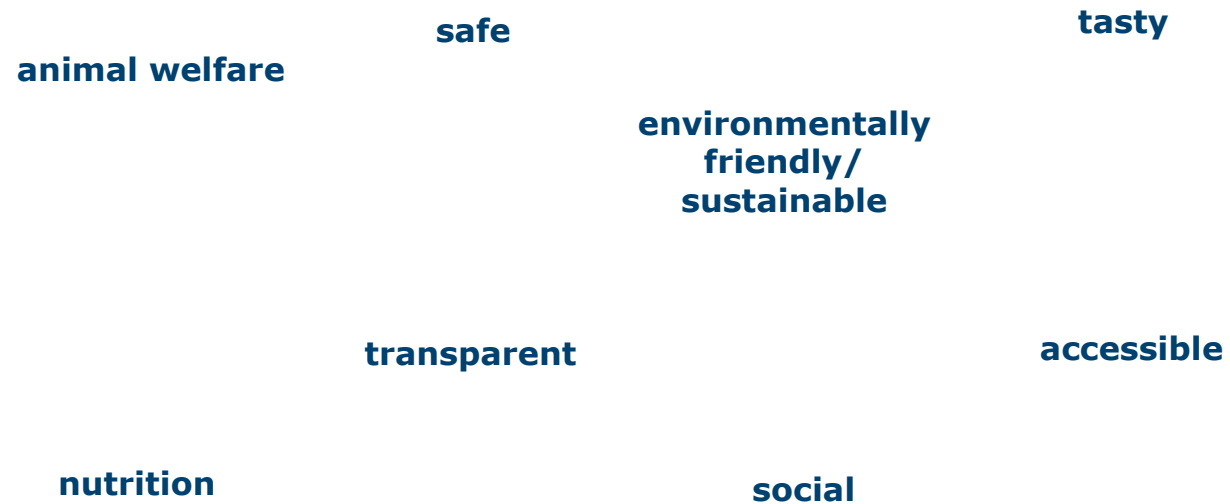 safe
tasty
animal welfare
environmentally
friendly/
sustainable
transparent
accessible
nutrition
social